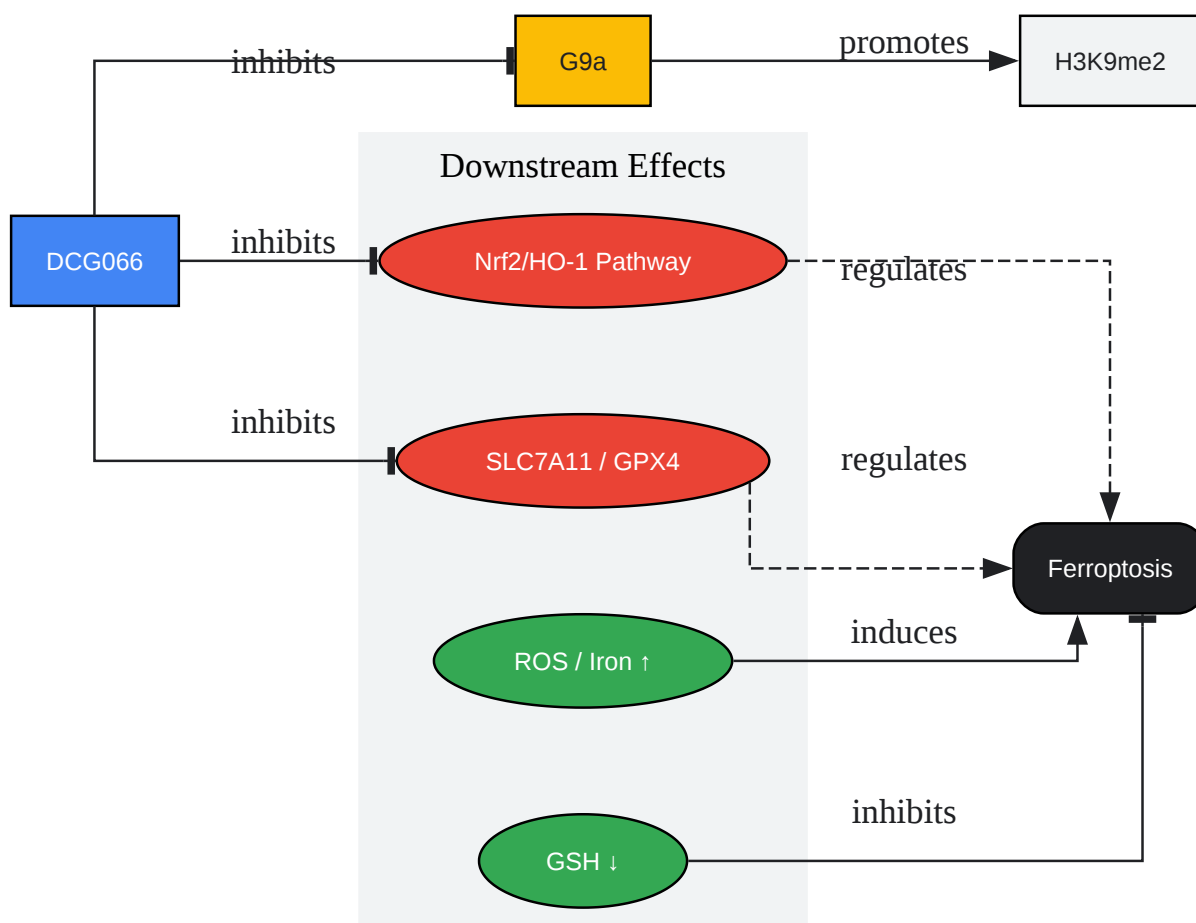 inhibits
G9a
promotes
H3K9me2
Downstream Effects
DCG066
inhibits
Nrf2/HO-1 Pathway
regulates
inhibits
SLC7A11 / GPX4
regulates
Ferroptosis
ROS / Iron ↑
induces
GSH ↓
inhibits